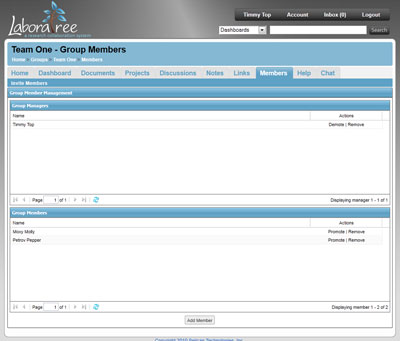 Timmy Top Account Inbox (0) Logout
LaboraTree
a research collaboration system
Dashboards Search
Team One - Group Members
Home Groups Team One Members
Home Dashboard Documents Projects Discussions Notes Links Members Help Chat
Invite Members
Group Member Management
Group Managers
Name Actions
Timmy Top Demote | Remove
Page 1 of 1 Displaying manager 1 - 1 of 1
Group Members
Name Actions
Missy Molly Promote | Remove
Petrov Pepper Promote | Remove
Page 1 of 1 Displaying member 1 - 2 of 2
Add Member
Copyright 2010 Technologies, Inc.